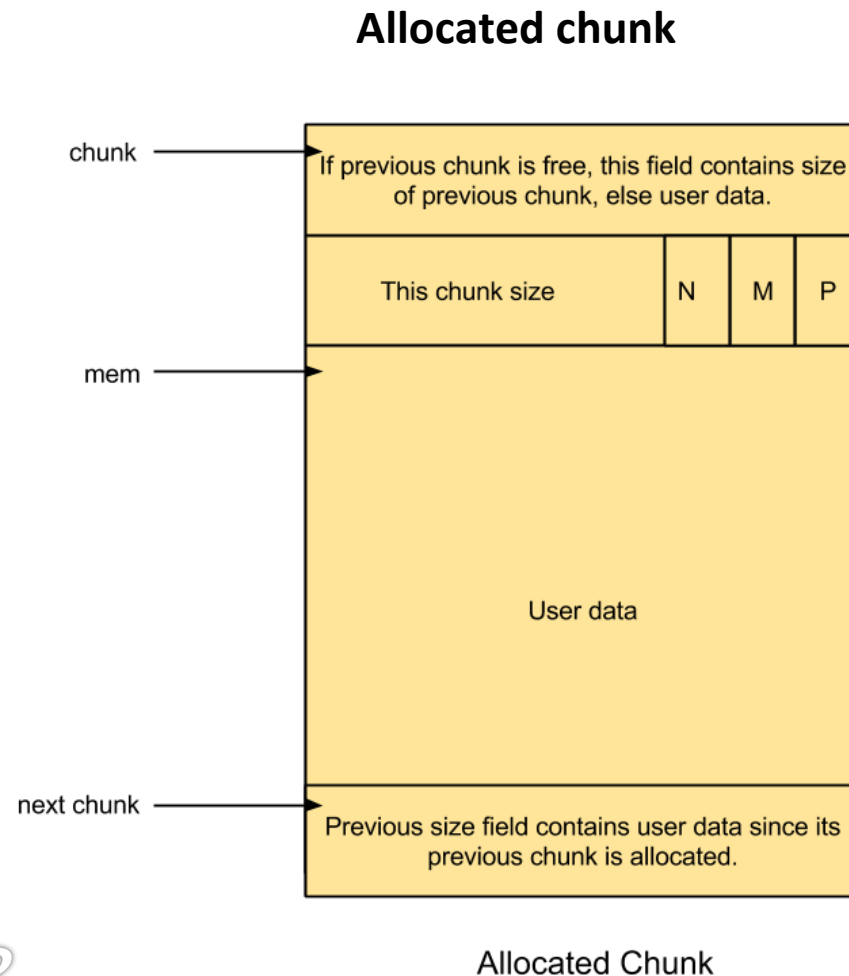 Allocated chunk
chunk
If previous chunk is free, this field contains size
of previous chunk, else user data.
This chunk size
N
M
P
mem
User data
next chunk
Previous size field contains user data since its
previous chunk is allocated.
Allocated Chunk